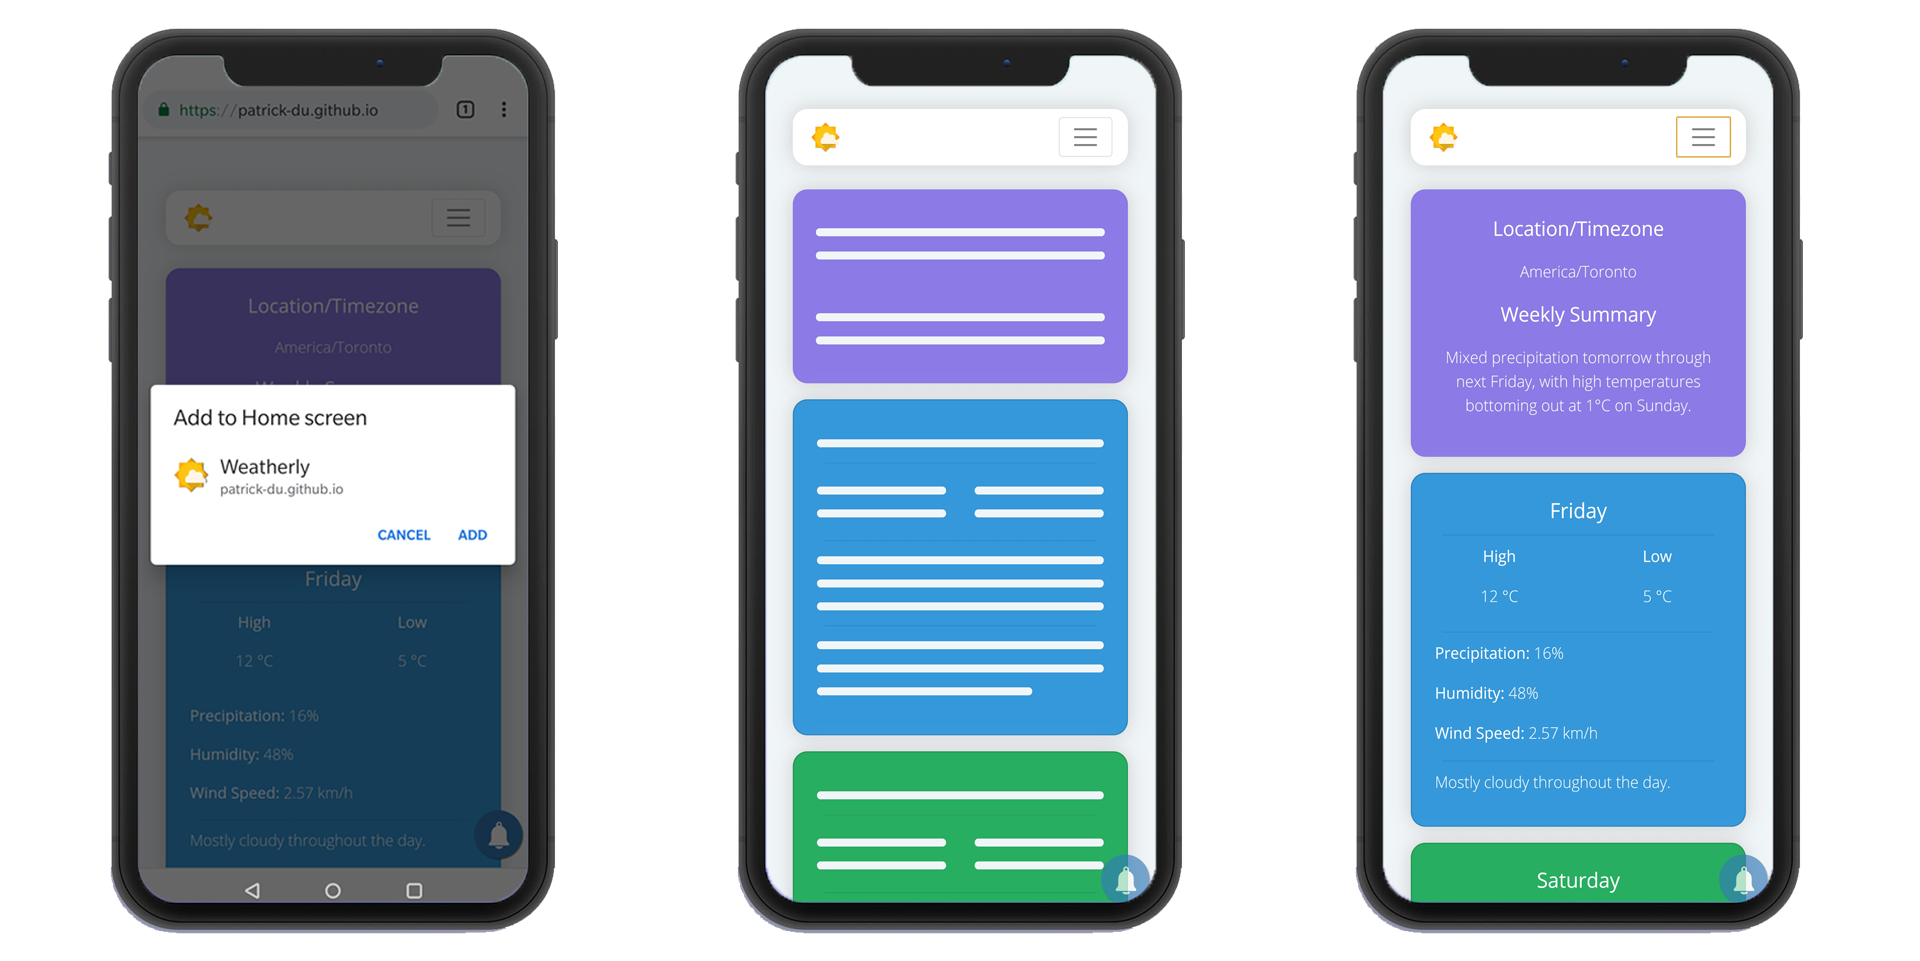 https://patrick-du.github.io
1
Location/Timezone
America/Toronto
Add to Home screen
Weatherly
patrick-du.github.io
CANCEL ADD
Friday
High Low
12 °C 5 °C
Precipitation: 16%
Humidity: 48%
Wind Speed: 2.57 km/h
Mostly cloudy throughout the day.
Location/Timezone
America/Toronto
Weekly Summary
Mixed precipitation tomorrow through
next Friday, with high temperatures
bottoming out at 1°C on Sunday.
Friday
High Low
12 °C 5 °C
Precipitation: 16%
Humidity: 48%
Wind Speed: 2.57 km/h
Mostly cloudy throughout the day.
Saturday